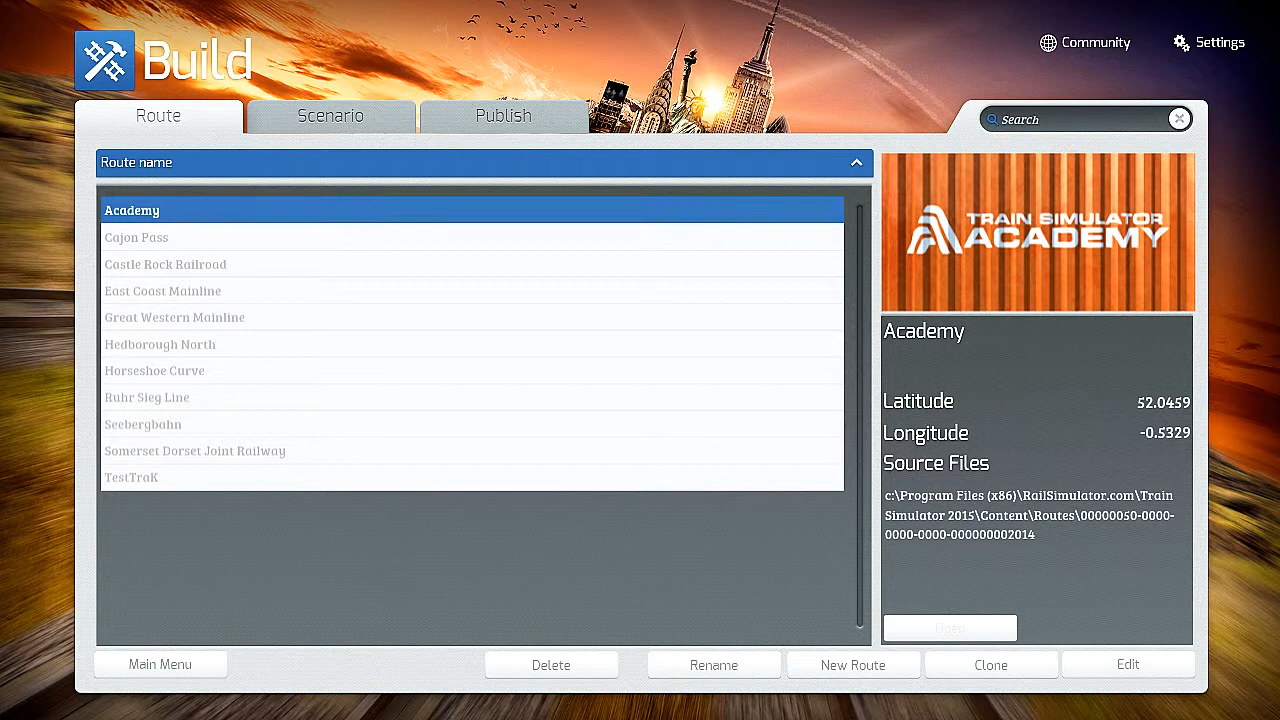 Build
Community
Settings
Route
Scenario
Publish
Search
Route name
Academy
Cajon Pass
Castle Rock Railroad
East Coast Mainline
Great Western Mainline
Hedborough North
Horseshoe Curve
Ruhr Sieg Line
Seebergbahn
Somerset Dorset Joint Railway
TestTraK
TRAIN SIMULATOR
ACADEMY
Academy
Latitude 52.0459
Longitude -0.5329
Source Files
c:\Program Files (x86)\RailSimulator.com\Train
Simulator 2015\Content\Routes\00000050-0000-
0000-0000-000000002014
Open
Main Menu
Delete
Rename
New Route
Clone
Edit